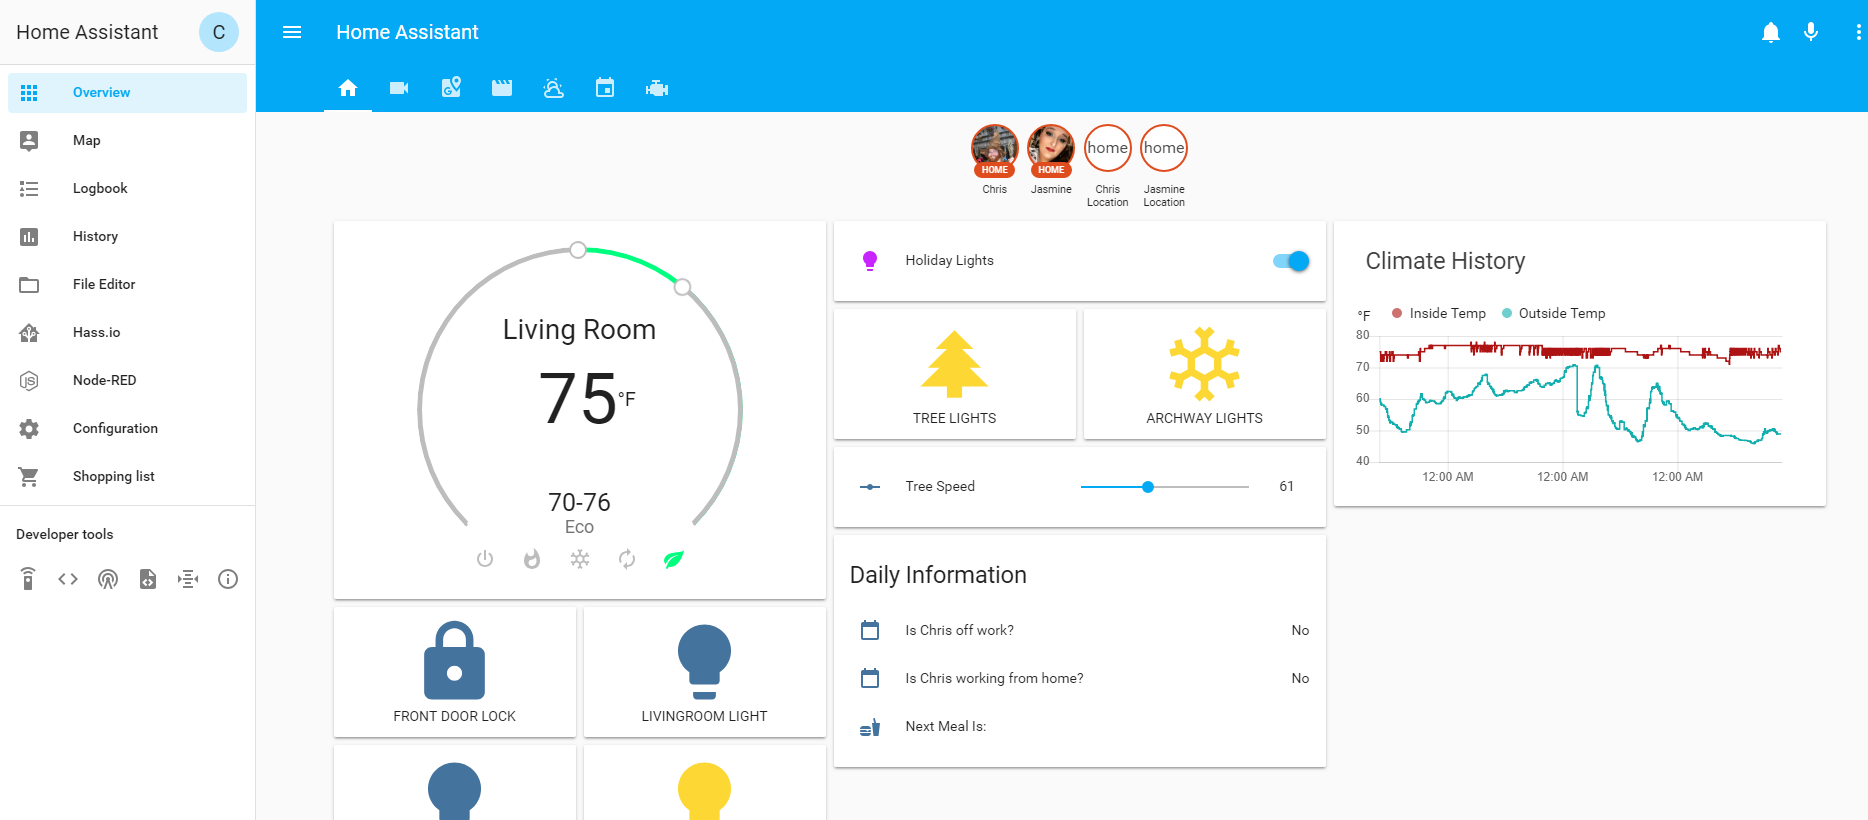 Home Assistant
C
Overview
Map
Logbook
History
File Editor
Hass.io
Node-RED
Configuration
Shopping list
Developer tools
Home Assistant
HOME
Chris
HOME
Jasmine
home
Chris
Location
home
Jasmine
Location
Living Room
75 °F
70-76
Eco
FRONT DOOR LOCK
LIVINGROOM LIGHT
Holiday Lights
TREE LIGHTS
ARCHWAY LIGHTS
Tree Speed 61
Daily Information
Is Chris off work? No
Is Chris working from home? No
Next Meal Is:
Climate History
°F Inside Temp Outside Temp
80
70
60
50
40
12:00 AM 12:00 AM 12:00 AM